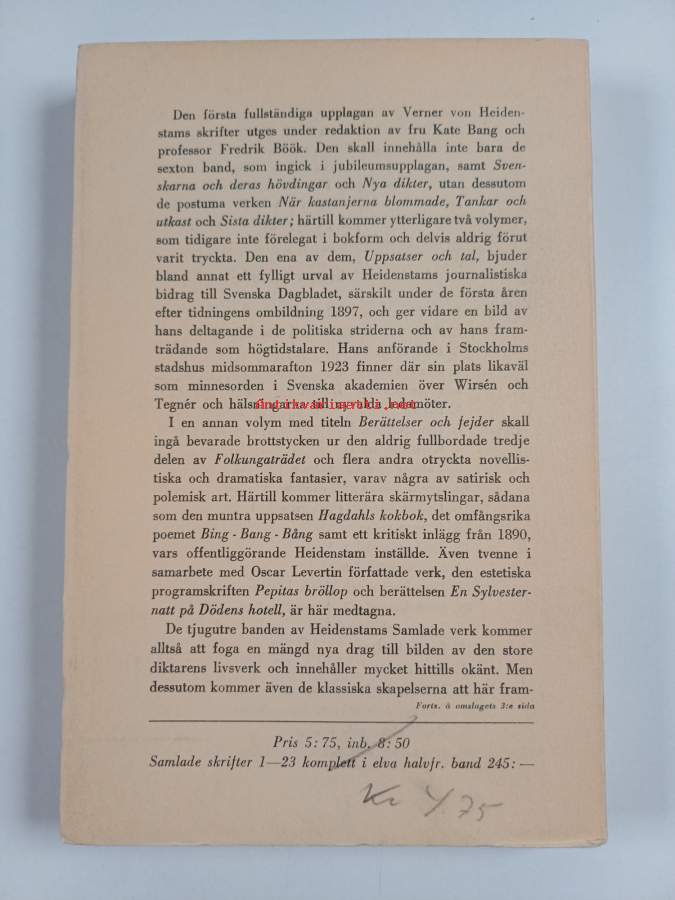 Den första fullständiga upplagan av Verner von Heiden-
stams skrifter utges under redaktion av fru Kate Bang och
professor Fredrik Böök. Den skall innehålla inte bara de
sexton band, som ingick i jubileumsupplagan, samt Sven-
skarna och deras hövdingar och Nya dikter, utan dessutom
de postuma verken När kastanjerna blommade, Tankar och
utkast och Sista dikter; härtill kommer ytterligare två volymer,
som tidigare inte förelegat i bokform och delvis aldrig förut
varit tryckta. Den ena av dem, Uppsatser och tal, bjuder
bland annat ett fylligt urval av Heidenstams journalistiska
bidrag till Svenska Dagbladet, särskilt under de första åren
efter tidningens ombildning 1897, och ger vidare en bild av
hans deltagande i de politiska striderna och av hans fram-
trädande som högtidstalare. Hans anförande i Stockholms
stadshus midsommarafton 1923 finner där sin plats likaväl
som minnesorden i Svenska akademien över Wirsén och
Tegnér och hälsningarna till nyvalda ledamöter.
I en annan volym med titeln Berättelser och fejder skall
ingå bevarade brottstycken ur den aldrig fullbordade tredje
delen av Folkungaträdet och flera andra otryckta novellis-
tiska och dramatiska fantasier, varav några av satirisk och
polemisk art. Härtill kommer litterära skärmytslingar, sådana
som den muntra uppsatsen Hagdahls kokbok, det omfångsrika
poemet Bing - Bang - Bång samt ett kritiskt inlägg från 1890,
vars offentliggörande Heidenstam inställde. Även tvenne i
samarbete med Oscar Levertin författade verk, den estetiska
programskriften Pepitas bröllop och berättelsen En Sylvester-
natt på Dödens hotell, är här medtagna.
De tjugutre banden av Heidenstams Samlade verk kommer
alltså att foga en mängd nya drag till bilden av den store
diktarens livsverk och innehåller mycket hittills okänt. Men
dessutom kommer även de klassiska skapelserna att här fram-
Forts. å omslagets 3:e sida
Pris 5: 75, inb. 8: 50
Samlade skrifter 1—23 komplett i elva halvfr. band 245: —
Kr 4.75